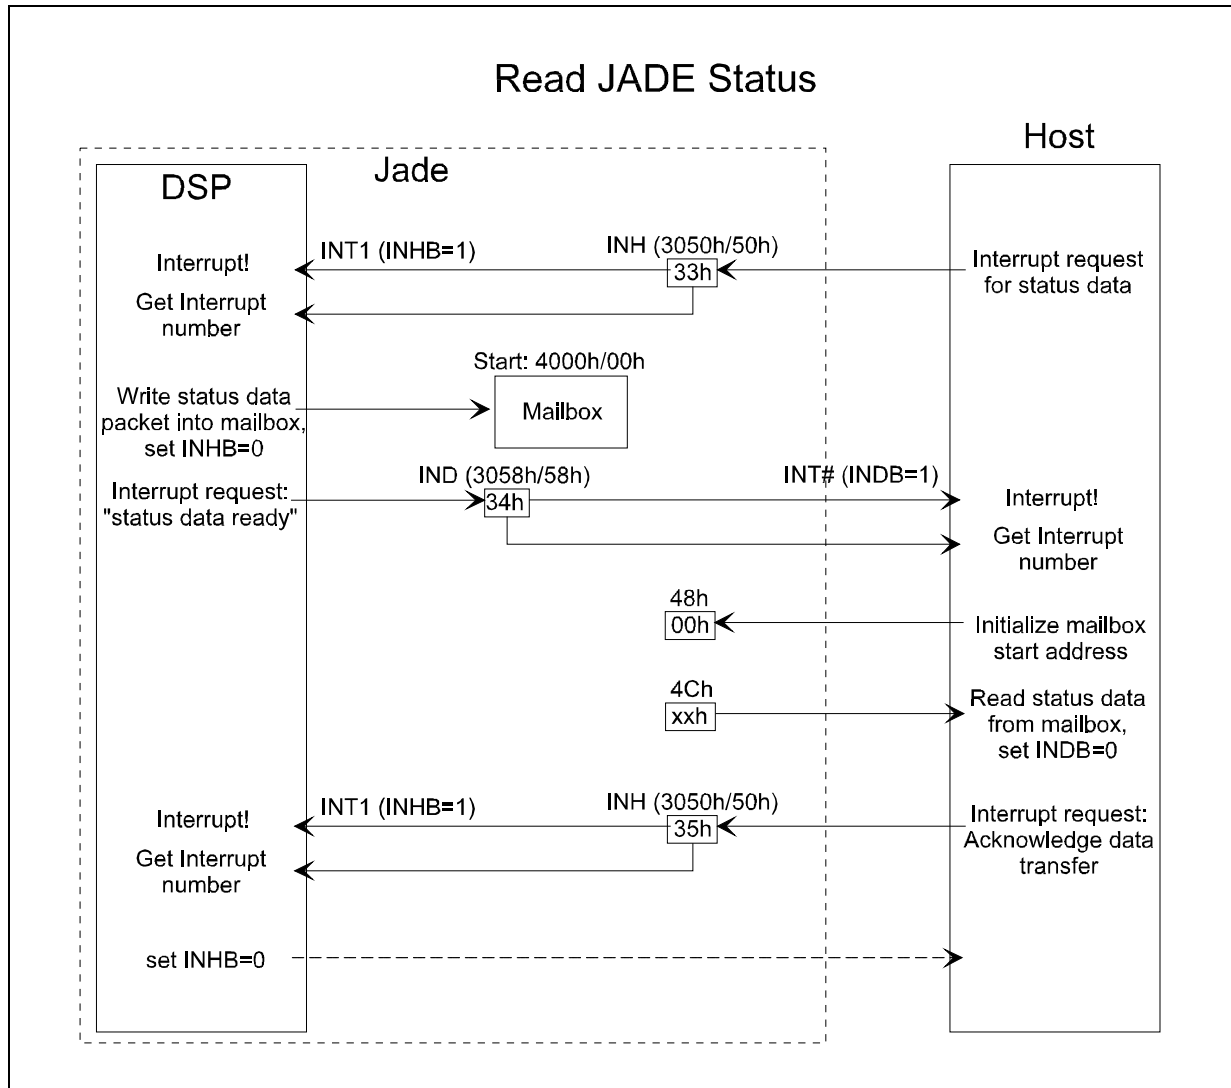 Read JADE Status
Host
Jade
DSP
INT1 (INHB=1)
INH (3050h/50h)
Interrupt!
33h
Interrupt request
for status data
Get Interrupt
number
Start: 4000h/00h
Write status data
packet into mailbox,
set INHB=0
Mailbox
IND (3058h/58h)
INT# (INDB=1)
Interrupt request:
"status data ready"
34h
Interrupt!
Get Interrupt
number
48h
00h
Initialize mailbox
start address
4Ch
xxh
Read status data
from mailbox,
set INDB=0
INT1 (INHB=1)
INH (3050h/50h)
Interrupt!
35h
Interrupt request:
Acknowledge data
transfer
Get Interrupt
number
set INHB=0